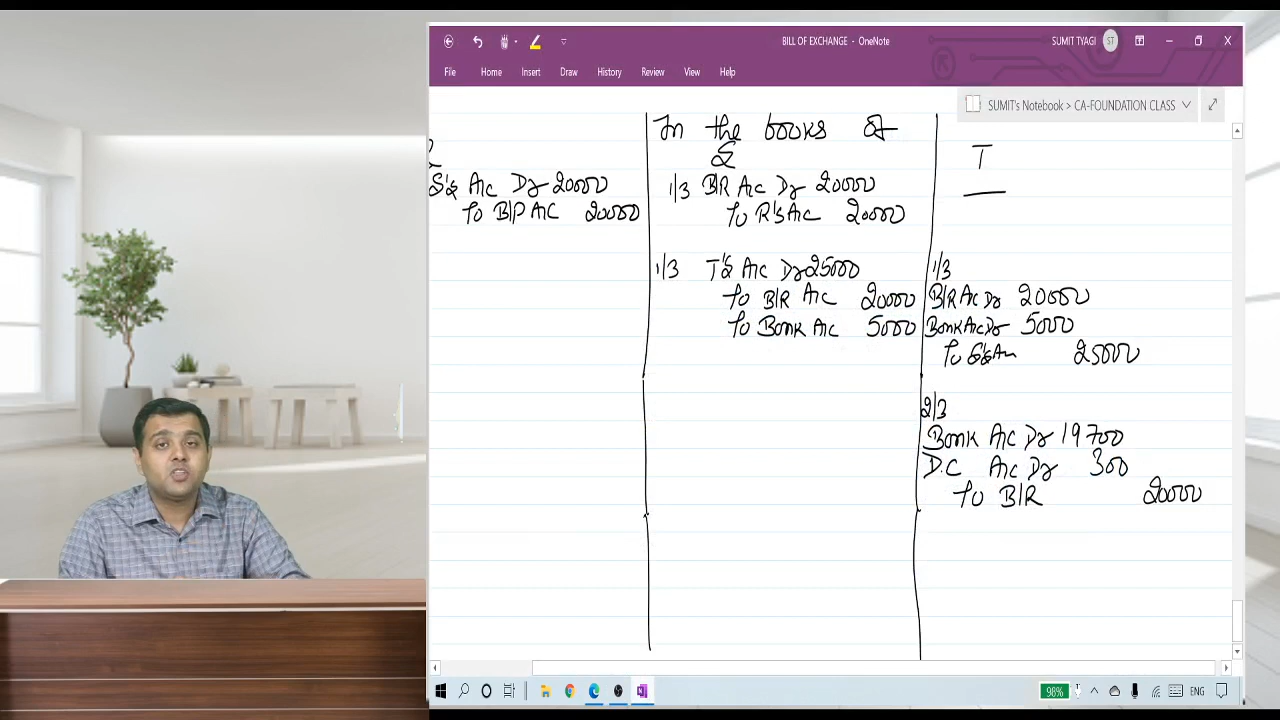 BILL OF EXCHANGE - OneNote
SUMIT TYAGI ST
File Home Insert Draw History Review View Help
SUMIT's Notebook > CA-FOUNDATION CLASS
S's A/c Dr 20000
To B/P A/C 20000
In the books of
S
1/3 B/R A/c Dr 20000
To R's A/c 20000
1/3 T's A/c Dr 25000
To B/R A/c 20000
To Bank A/c 5000
T
1/3
B/R A/c Dr 20000
Bank A/c Dr 5000
To S's A/c 25000
2/3
Bank A/c Dr 19700
D.C A/c Dr 300
To B/R 20000
98%
ENG